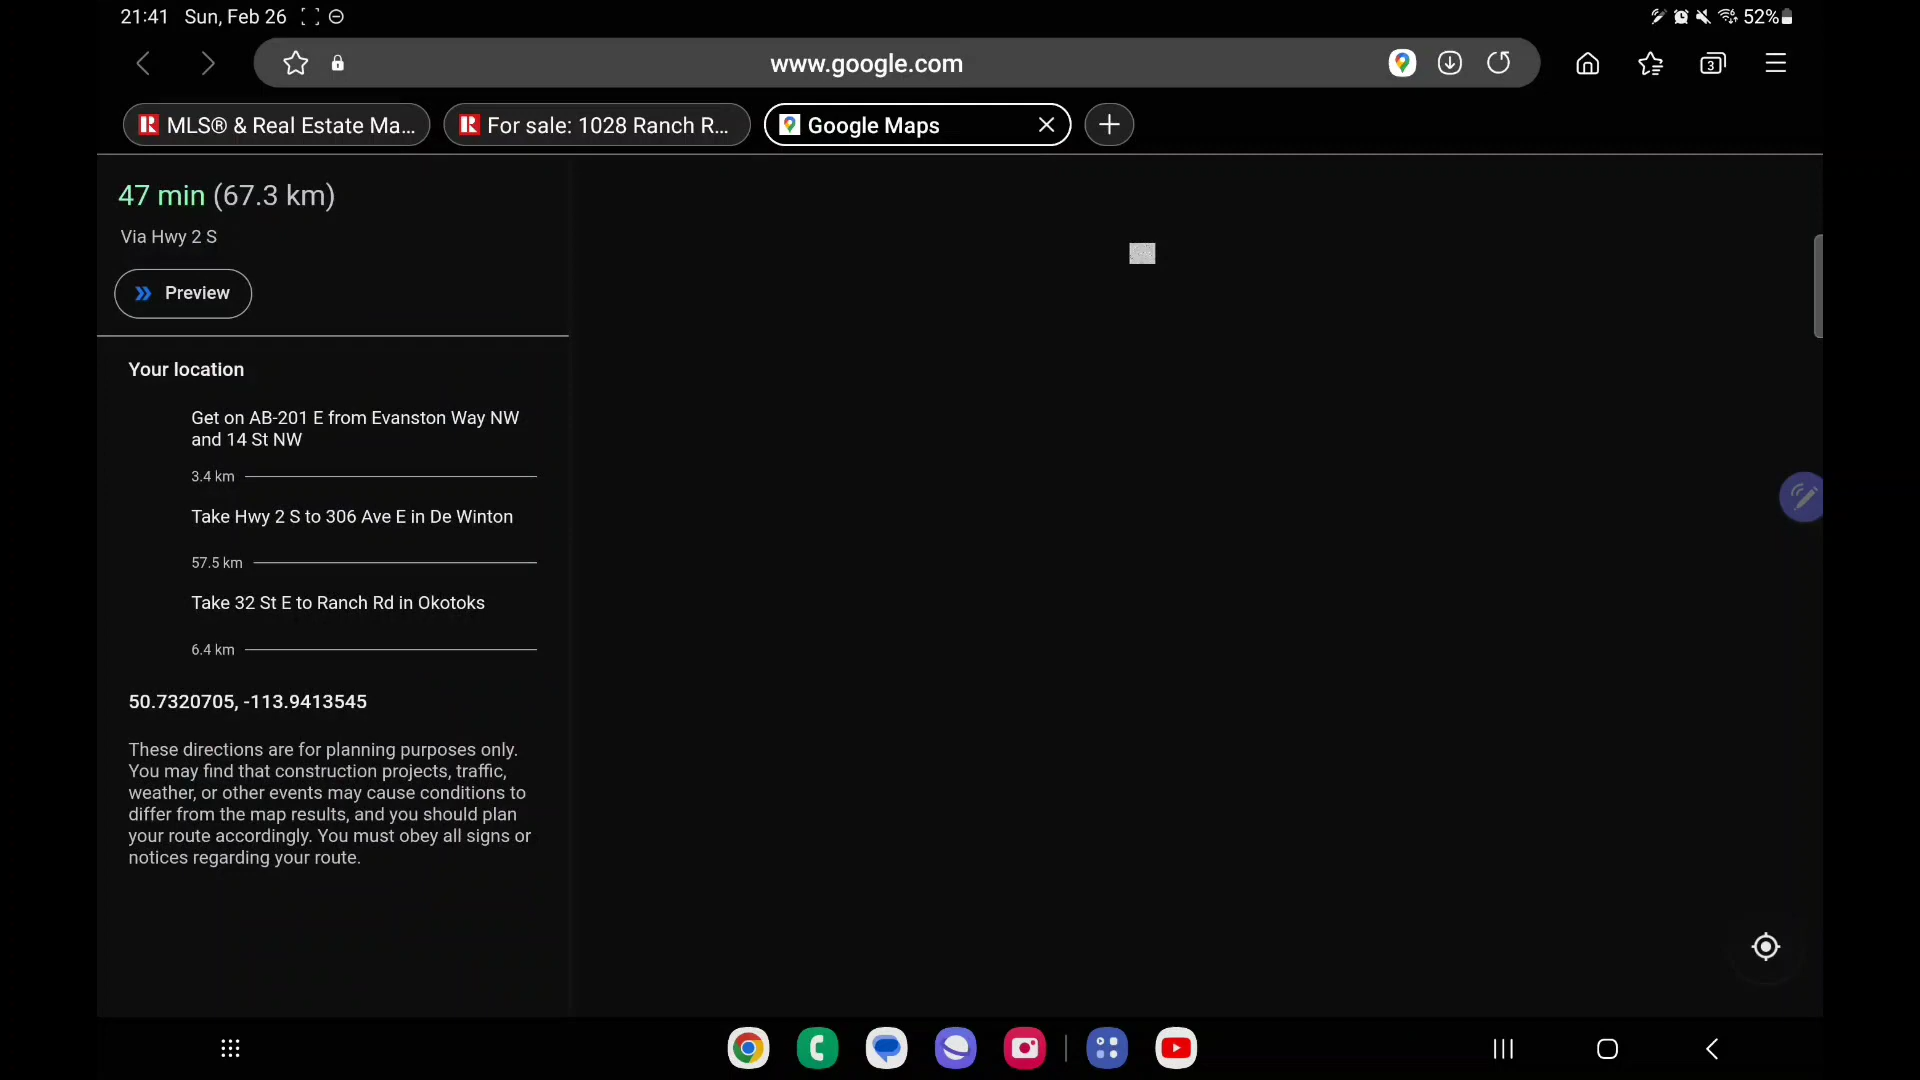 21:41 Sun, Feb 26
52%
www.google.com
3
MLS® & Real Estate Ma...
For sale: 1028 Ranch R...
Google Maps
47 min (67.3 km)
Via Hwy 2 S
Preview
Your location
Get on AB-201 E from Evanston Way NW
and 14 St NW
3.4 km
Take Hwy 2 S to 306 Ave E in De Winton
57.5 km
Take 32 St E to Ranch Rd in Okotoks
6.4 km
50.7320705, -113.9413545
These directions are for planning purposes only.
You may find that construction projects, traffic,
weather, or other events may cause conditions to
differ from the map results, and you should plan
your route accordingly. You must obey all signs or
notices regarding your route.